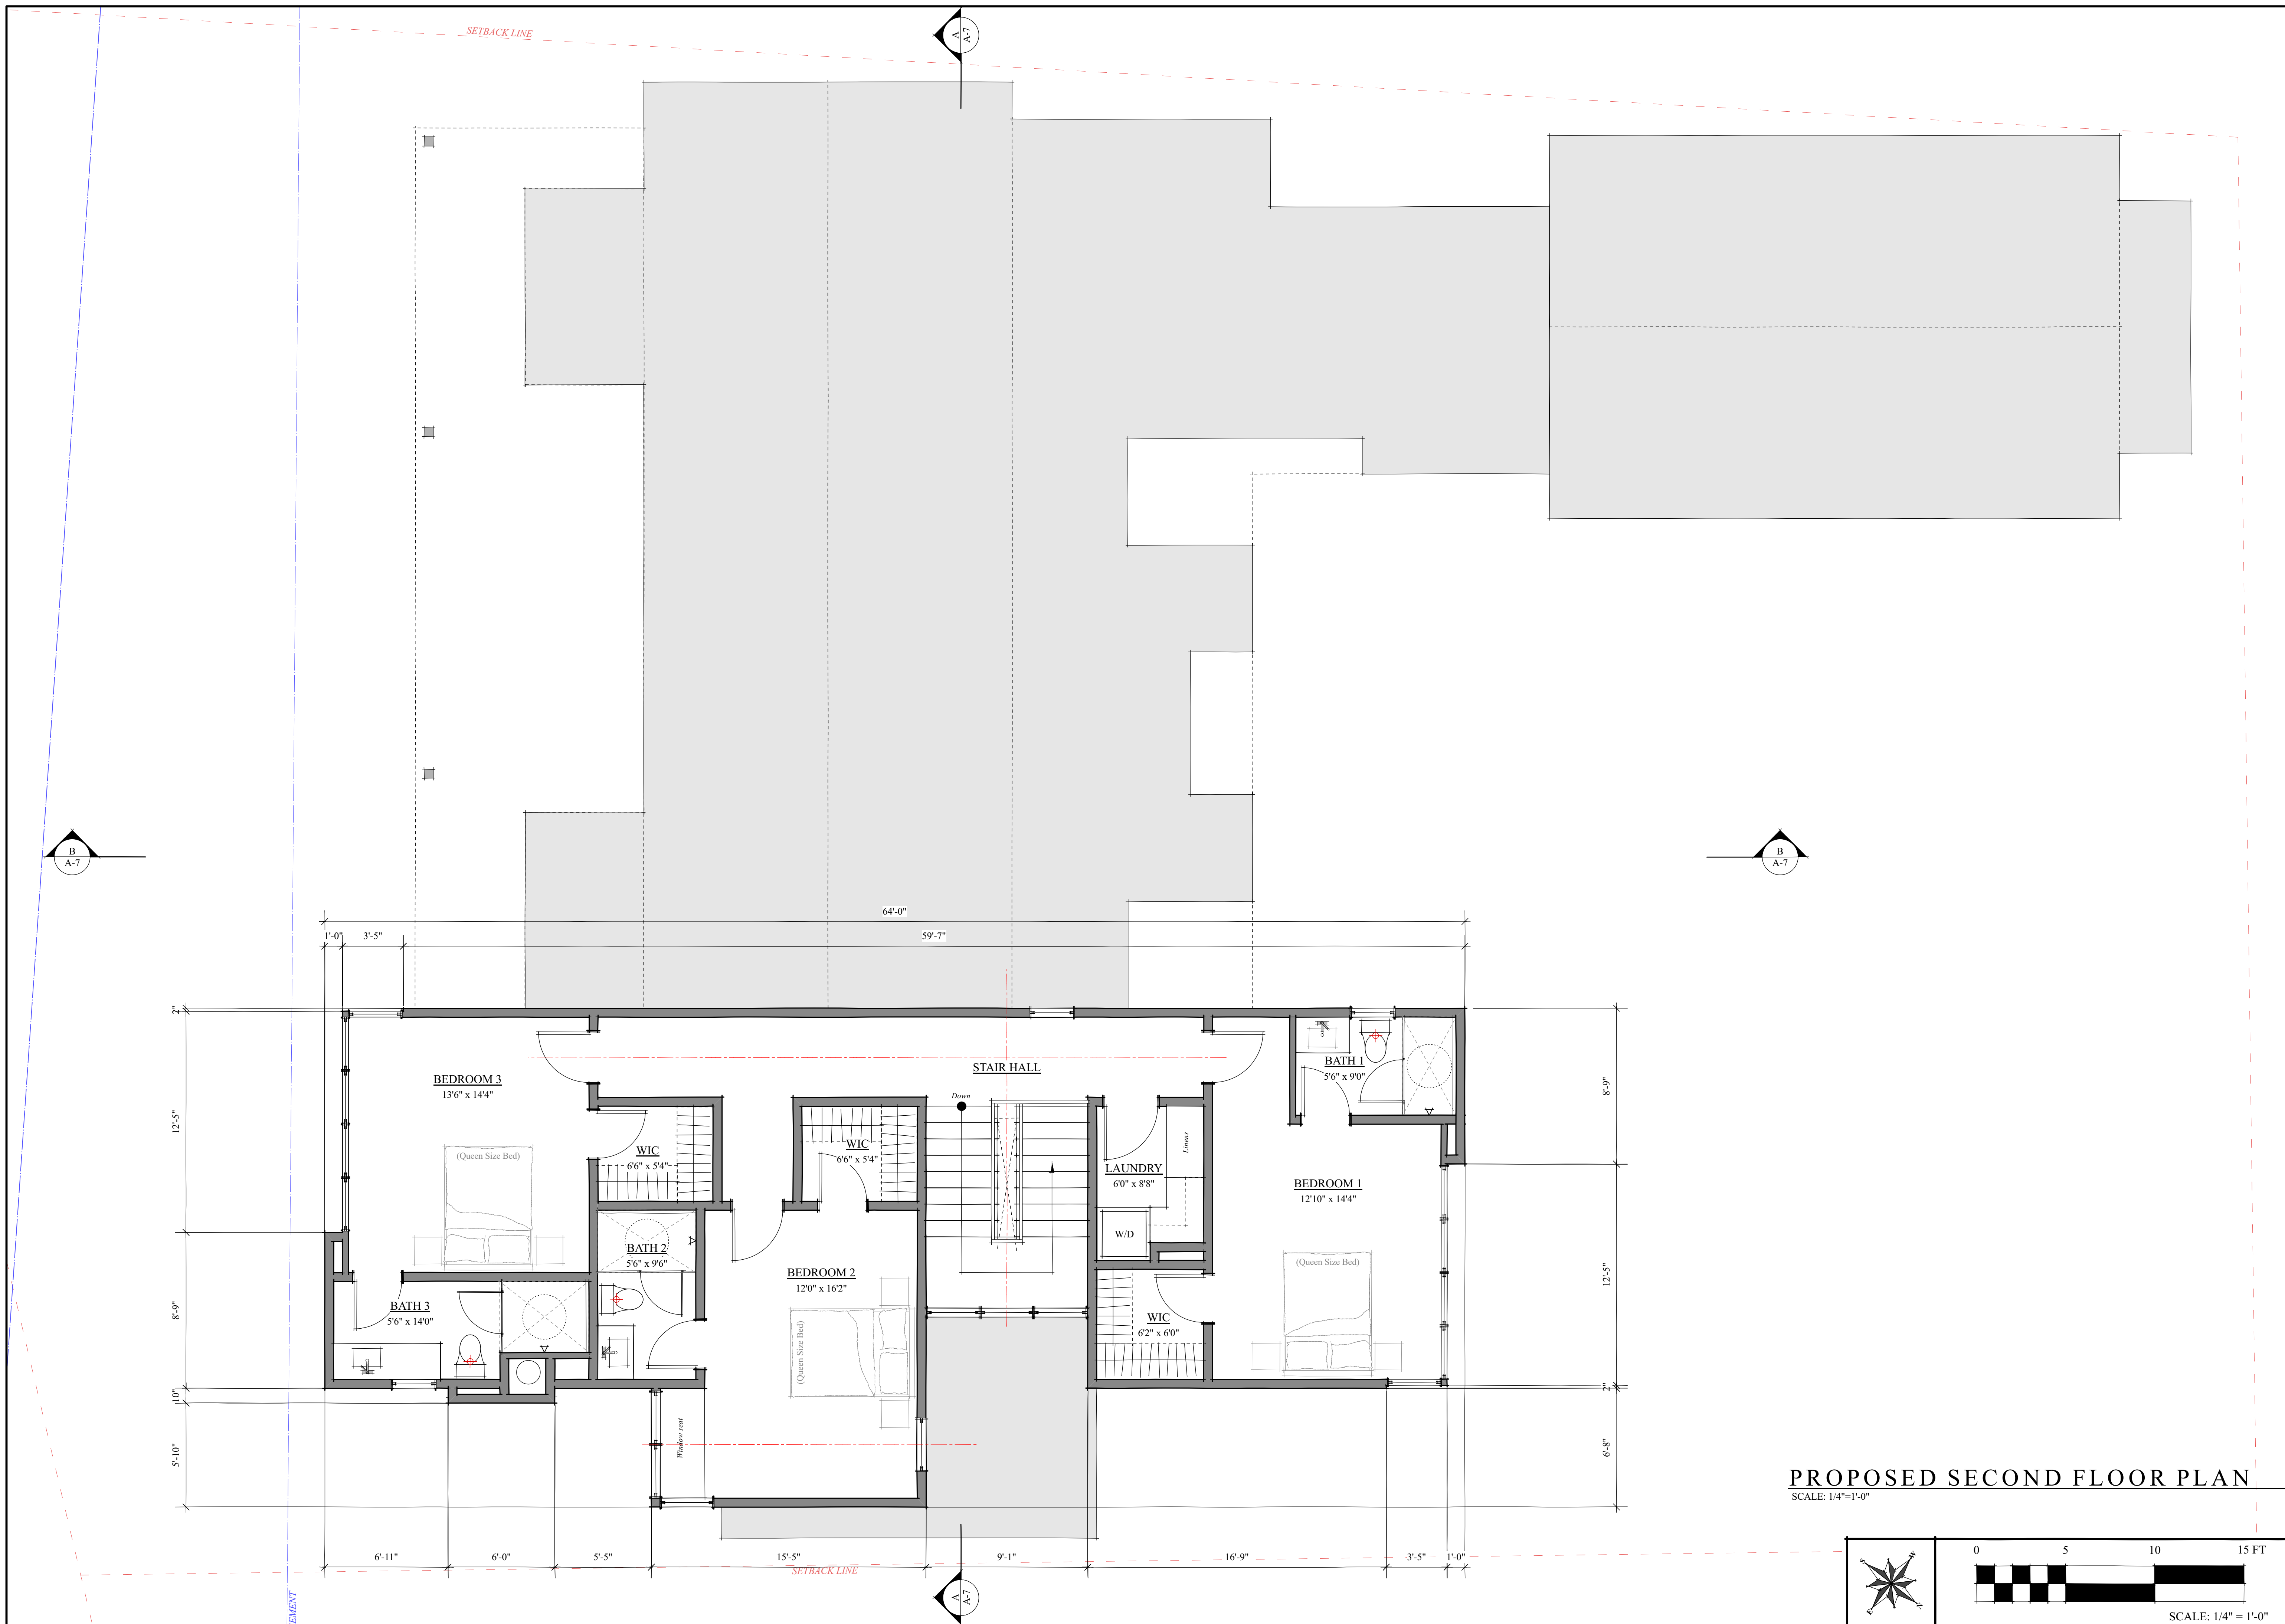 SETBACK LINE
A
A-7
B
A-7
B
A-7
64'-0"
1'-0"
3'-5"
59'-7"
2"
12'-5"
8'-9"
10"
5'-10"
8'-9"
12'-5"
2"
6'-8"
BEDROOM 3
13'6" x 14'4"
(Queen Size Bed)
STAIR HALL
Down
BATH 1
5'6" x 9'0"
WIC
6'6" x 5'4"
WIC
6'6" x 5'4"
LAUNDRY
6'0" x 8'8"
Linens
W/D
BEDROOM 1
12'10" x 14'4"
(Queen Size Bed)
BATH 2
5'6" x 9'6"
BEDROOM 2
12'0" x 16'2"
(Queen Size Bed)
BATH 3
5'6" x 14'0"
WIC
6'2" x 6'0"
Window seat
6'-11"
6'-0"
5'-5"
15'-5"
9'-1"
16'-9"
3'-5"
1'-0"
SETBACK LINE
A
A-7
EMENT
PROPOSED SECOND FLOOR PLAN
SCALE: 1/4"=1'-0"
0 5 10 15 FT
SCALE: 1/4" = 1'-0"